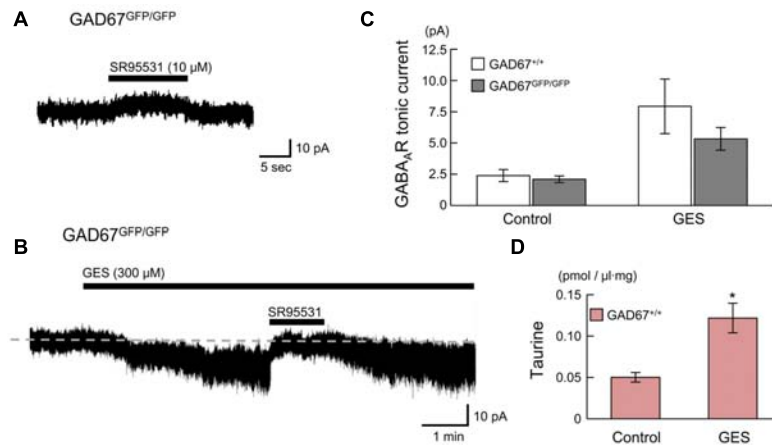 A
GAD67GFP/GFP
SR95531 (10 µM)
10 pA
5 sec
B
GAD67GFP/GFP
GES (300 µM)
SR95531
10 pA
1 min
C
(pA)
GABAAR tonic current
12.5
10.0
7.5
5.0
2.5
0
GAD67+/+
GAD67GFP/GFP
Control
GES
D
(pmol / µl·mg)
Taurine
0.15
0.10
0.05
0
GAD67+/+
*
Control
GES